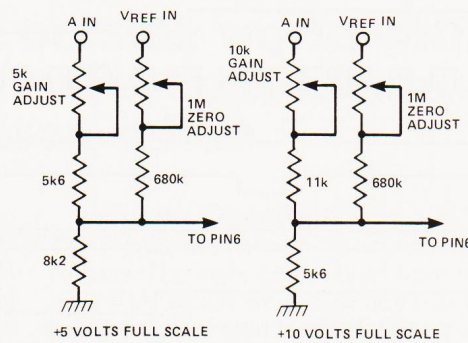 A IN
VREF IN
5k
GAIN
ADJUST
1M
ZERO
ADJUST
5k6
680k
TO PIN6
8k2
+5 VOLTS FULL SCALE
A IN
VREF IN
10k
GAIN
ADJUST
1M
ZERO
ADJUST
11k
680k
TO PIN6
5k6
+10 VOLTS FULL SCALE